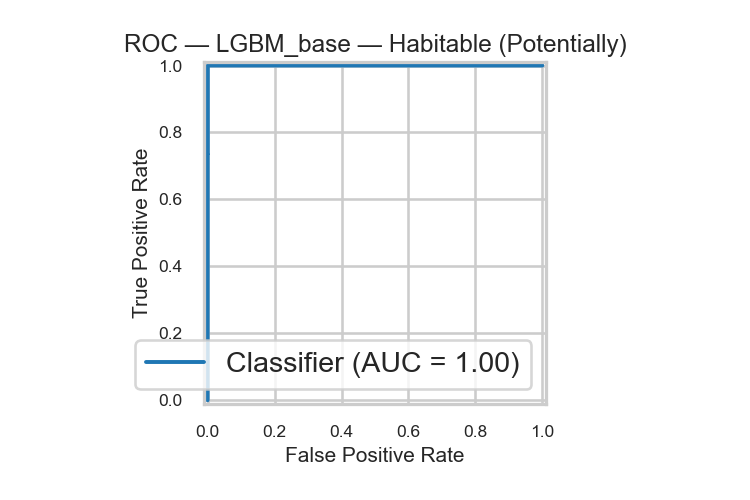 ROC — LGBM_base — Habitable (Potentially)
1.0
0.8
0.6
0.4
0.2
0.0
True Positive Rate
Classifier (AUC = 1.00)
0.0 0.2 0.4 0.6 0.8 1.0
False Positive Rate